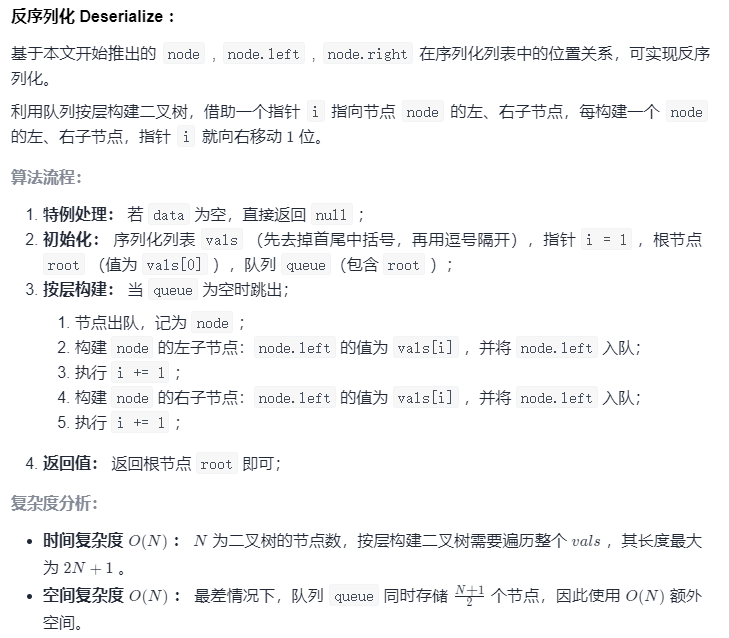 反序列化 Deserialize :
基于本文开始推出的 node , node.left , node.right 在序列化列表中的位置关系，可实现反序
列化。
利用队列按层构建二叉树，借助一个指针 i 指向节点 node 的左、右子节点，每构建一个 node
的左、右子节点，指针 i 就向右移动 1 位。
算法流程：
1. 特例处理： 若 data 为空，直接返回 null ；
2. 初始化： 序列化列表 vals （先去掉首尾中括号，再用逗号隔开），指针 i = 1 ，根节点
root （值为 vals[0] ），队列 queue（包含 root ）；
3. 按层构建： 当 queue 为空时跳出；
1. 节点出队，记为 node ；
2. 构建 node 的左子节点：node.left 的值为 vals[i] ，并将 node.left 入队；
3. 执行 i += 1 ；
4. 构建 node 的右子节点：node.left 的值为 vals[i] ，并将 node.left 入队；
5. 执行 i += 1 ；
4. 返回值： 返回根节点 root 即可；
复杂度分析：
• 时间复杂度 O(N) ： N 为二叉树的节点数，按层构建二叉树需要遍历整个 vals ，其长度最大
为 2N + 1 。
• 空间复杂度 O(N) ： 最差情况下，队列 queue 同时存储 \frac{N+1}{2} 个节点，因此使用 O(N) 额外
空间。